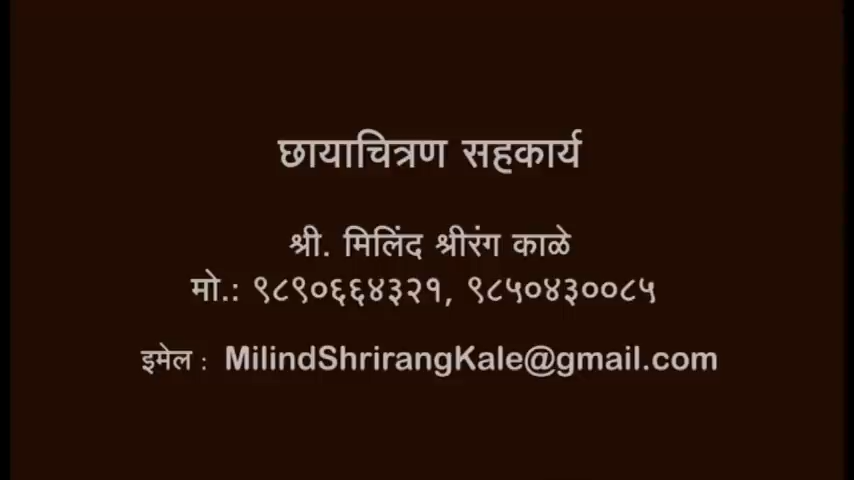 छायाचित्रण सहकार्य
श्री. मिलिंद श्रीरंग काळे
मो.: ९८९०६६४३२१, ९८५०४३००८५
इमेल : MilindShrirangKale@gmail.com